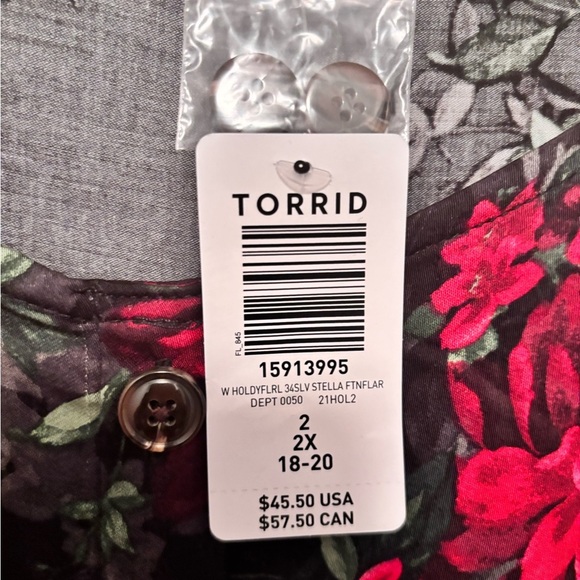 TORRID
FL_845
15913995
W HOLDYFLRL 34SLV STELLA FTNFLAR
DEPT 0050 21HOL2
2
2X
18-20
$45.50 USA
$57.50 CAN